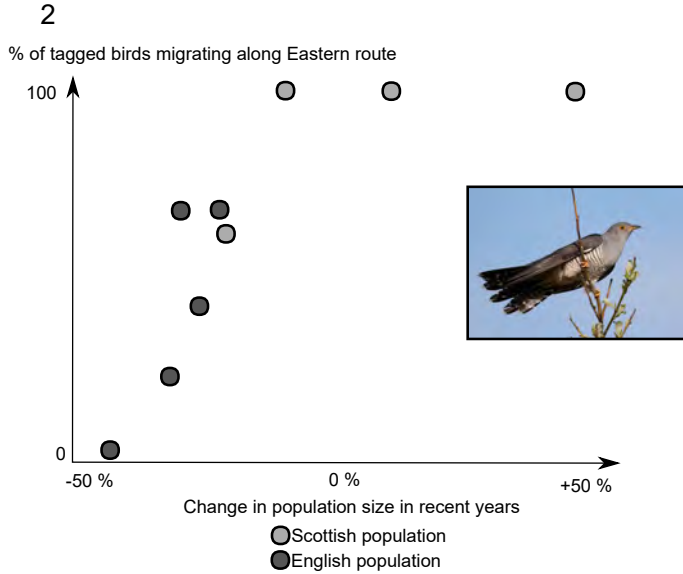 2
% of tagged birds migrating along Eastern route
100
0
-50 %
0 %
+50 %
Change in population size in recent years
Scottish population
English population